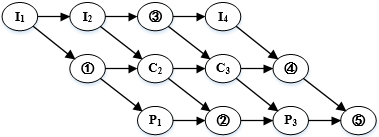 I₁ I₂ ③ I₄
① C₂ C₃ ④
P₁ ② P₃ ⑤